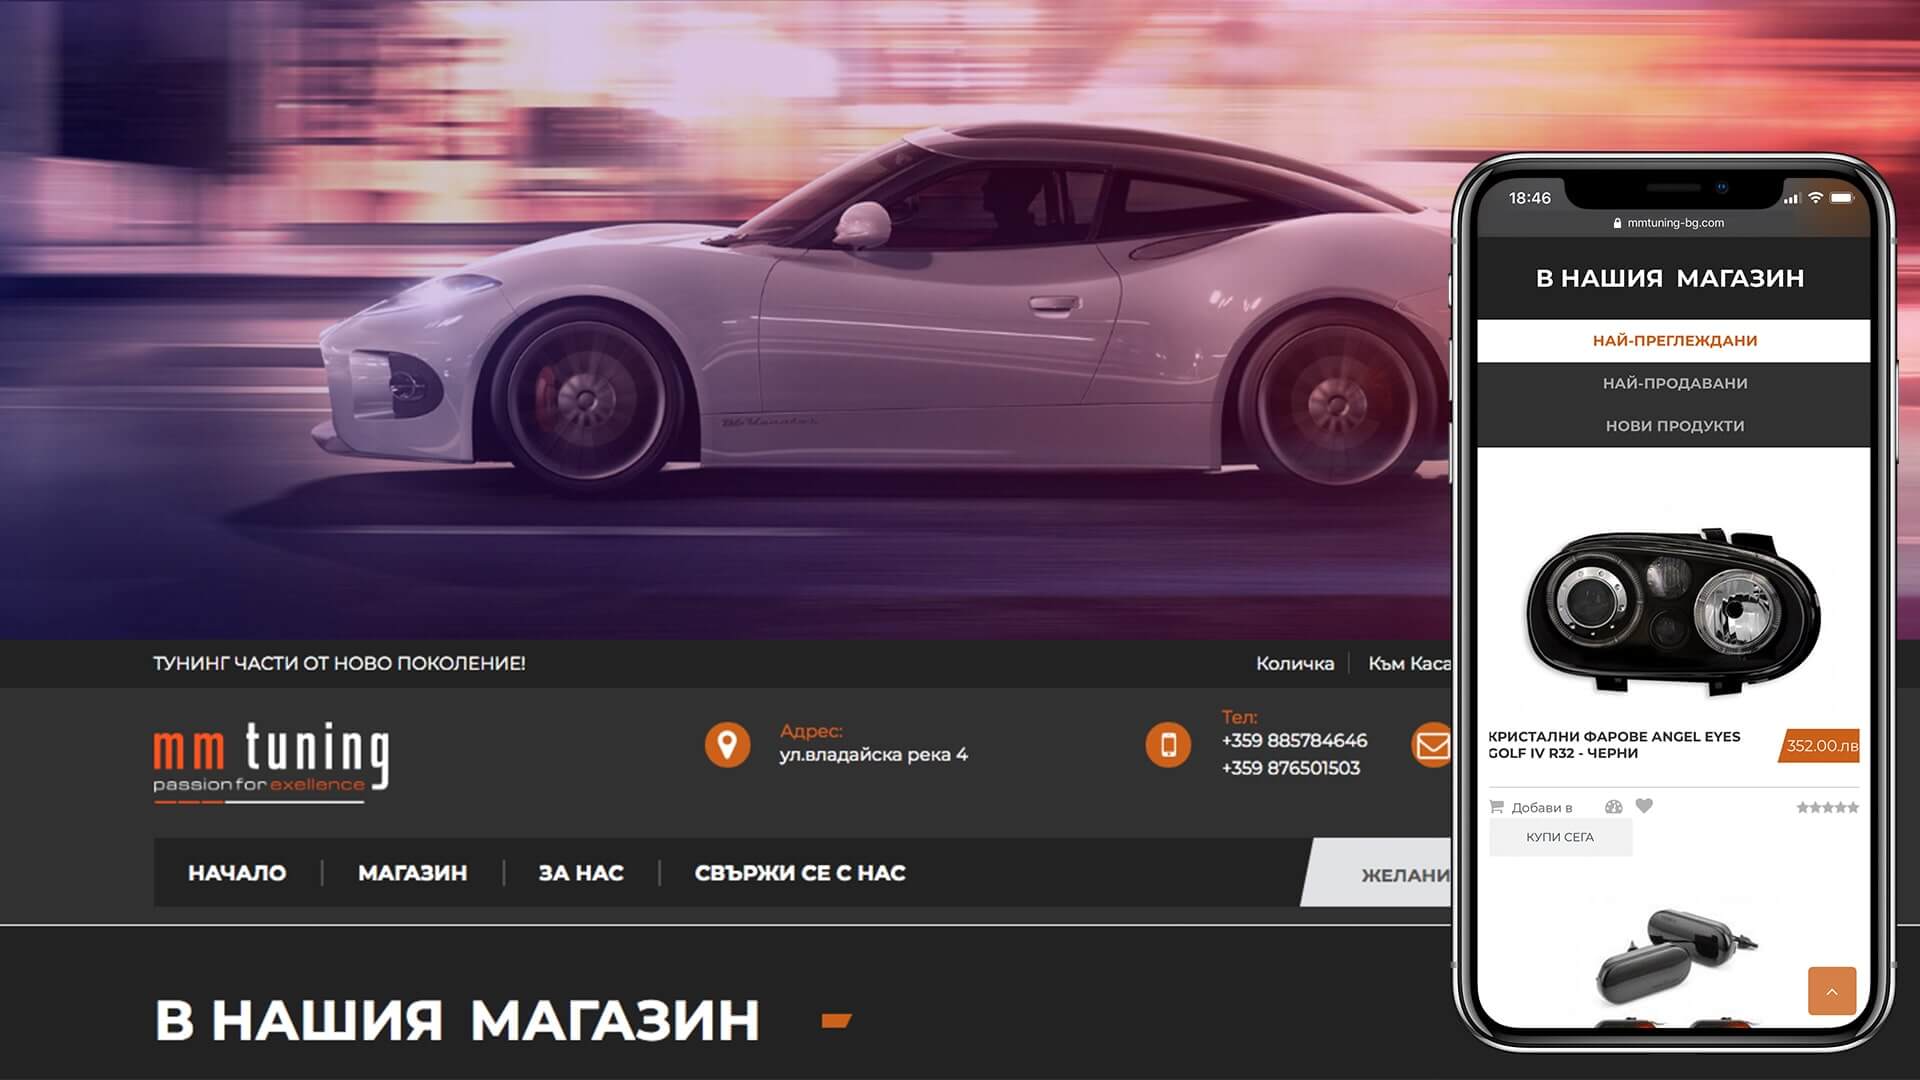 ТУНИНГ ЧАСТИ ОТ НОВО ПОКОЛЕНИЕ!
Количка
Към Каса
mm tuning
passion for exellence
Адрес:
ул.владайска река 4
Тел:
+359 885784646
+359 876501503
НАЧАЛО
МАГАЗИН
ЗА НАС
СВЪРЖИ СЕ С НАС
ЖЕЛАНИ
В НАШИЯ МАГАЗИН
18:46
mmtuning-bg.com
В НАШИЯ МАГАЗИН
НАЙ-ПРЕГЛЕЖДАНИ
НАЙ-ПРОДАВАНИ
НОВИ ПРОДУКТИ
КРИСТАЛНИ ФАРОВЕ ANGEL EYES
GOLF IV R32 - ЧЕРНИ
352.00.лв
Добави в
КУПИ СЕГА